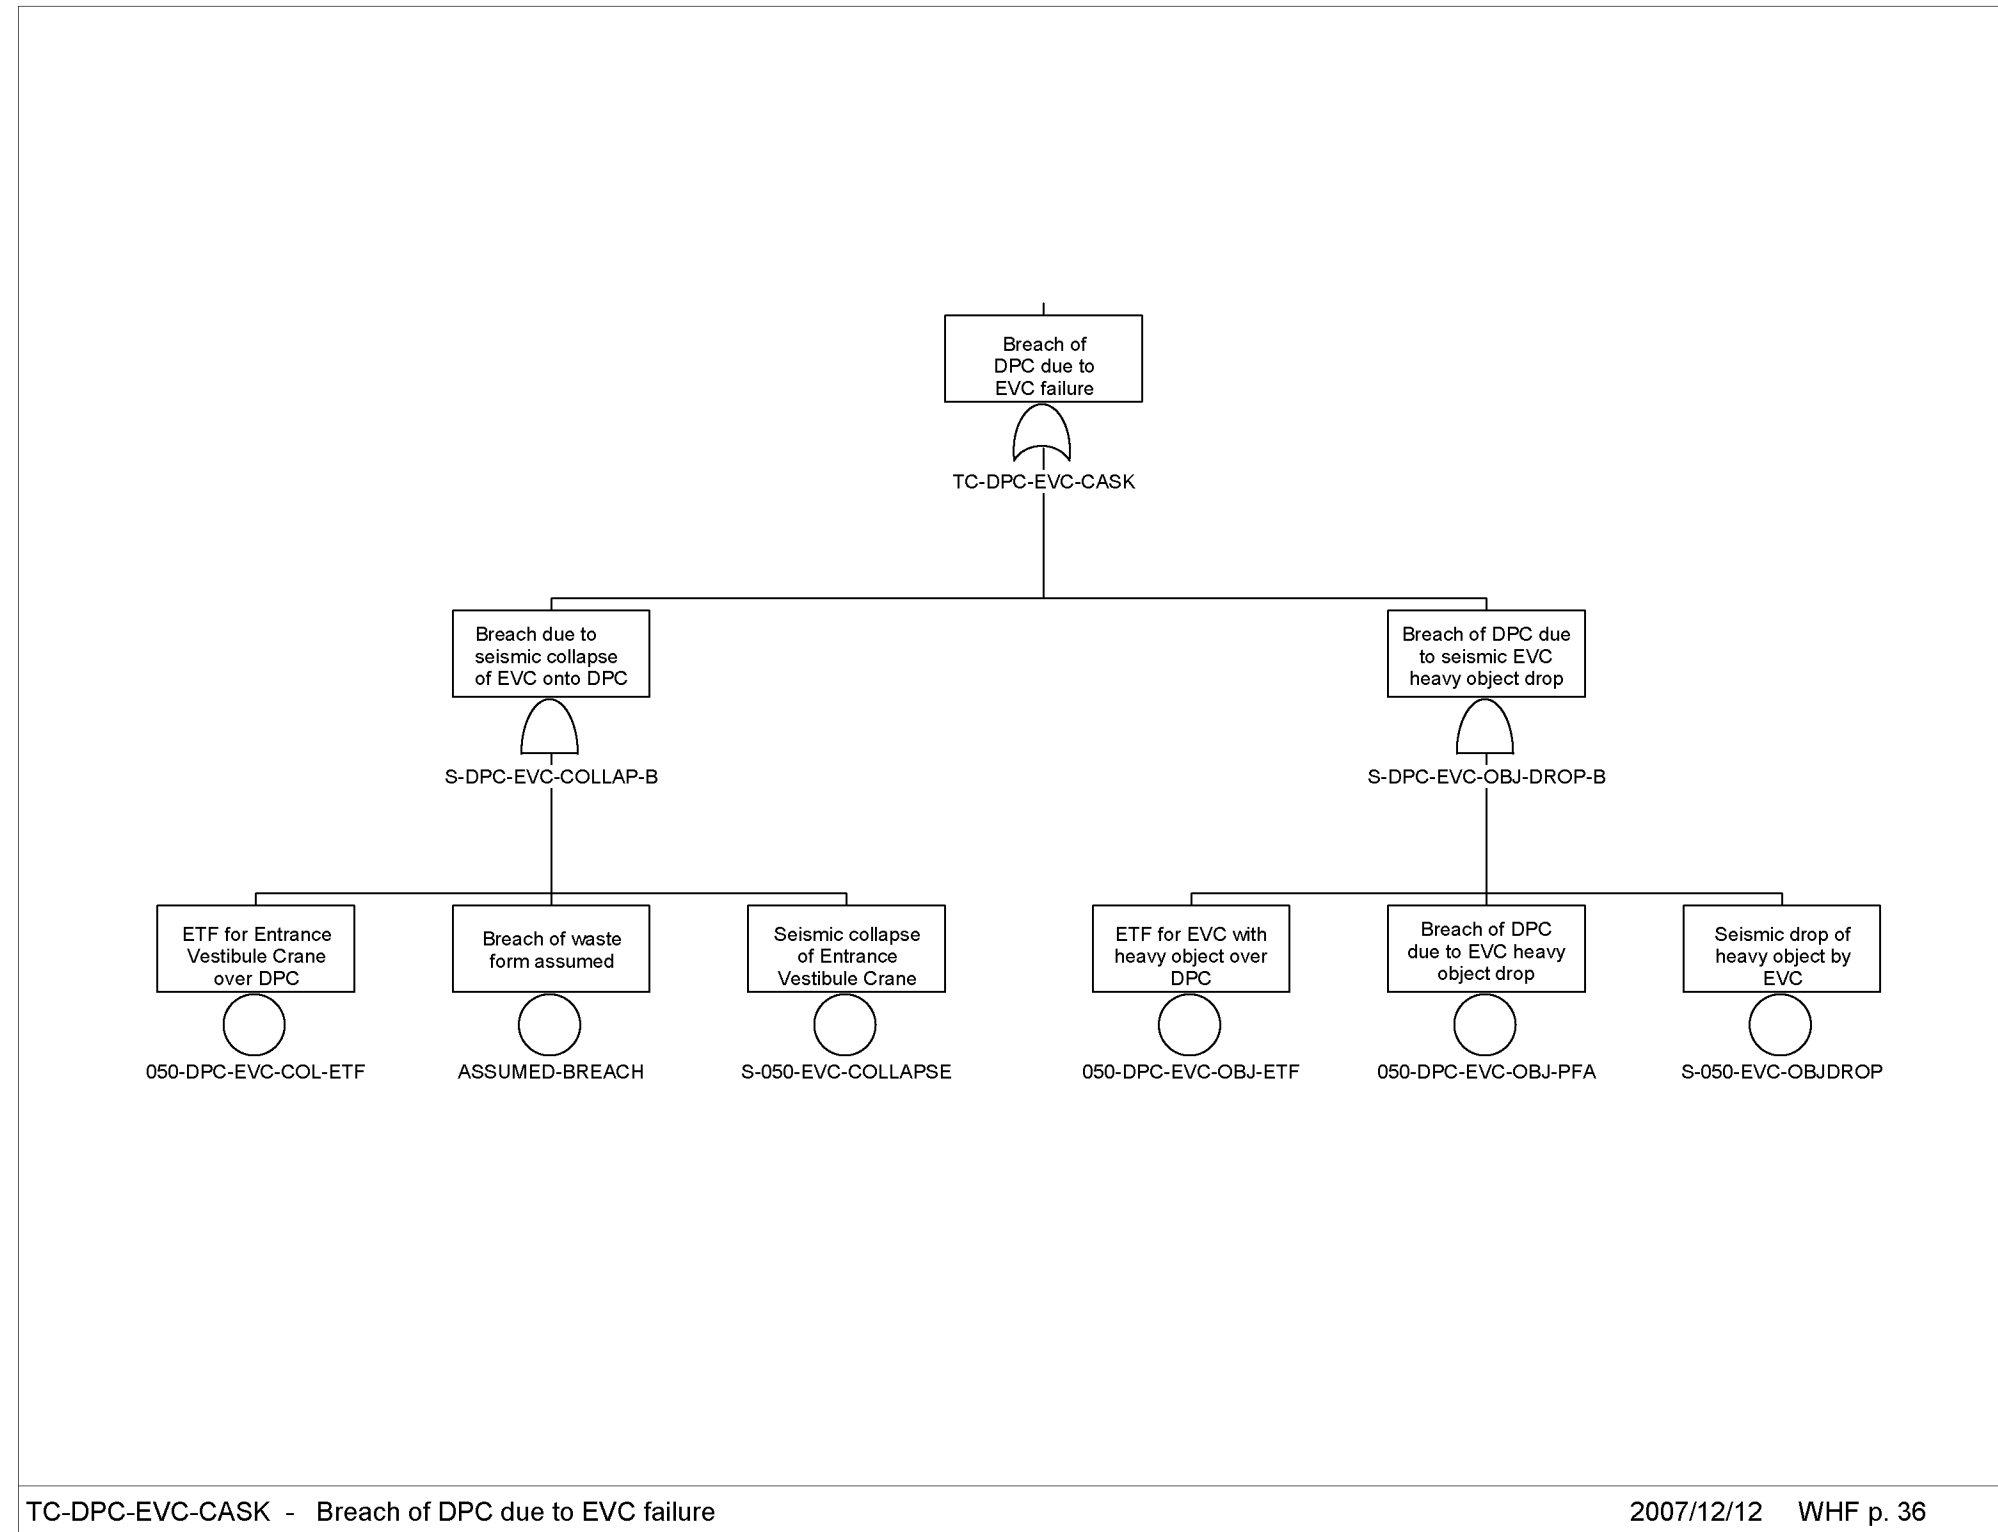 Breach of
DPC due to
EVC failure
TC-DPC-EVC-CASK
Breach due to
seismic collapse
of EVC onto DPC
S-DPC-EVC-COLLAP-B
Breach of DPC due
to seismic EVC
heavy object drop
S-DPC-EVC-OBJ-DROP-B
ETF for Entrance
Vestibule Crane
over DPC
050-DPC-EVC-COL-ETF
Breach of waste
form assumed
ASSUMED-BREACH
Seismic collapse
of Entrance
Vestibule Crane
S-050-EVC-COLLAPSE
ETF for EVC with
heavy object over
DPC
050-DPC-EVC-OBJ-ETF
Breach of DPC
due to EVC heavy
object drop
050-DPC-EVC-OBJ-PFA
Seismic drop of
heavy object by
EVC
S-050-EVC-OBJDROP
TC-DPC-EVC-CASK - Breach of DPC due to EVC failure
2007/12/12 WHF p. 36